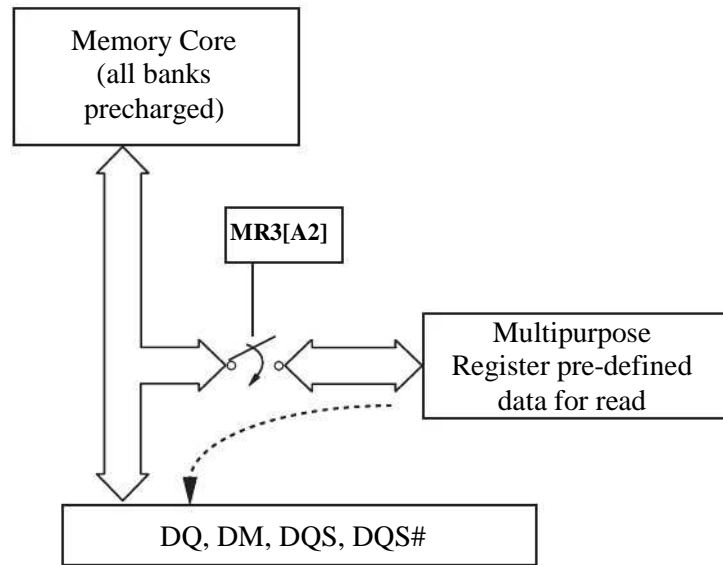 Memory Core
(all banks
precharged)
MR3[A2]
Multipurpose
Register pre-defined
data for read
DQ, DM, DQS, DQS#